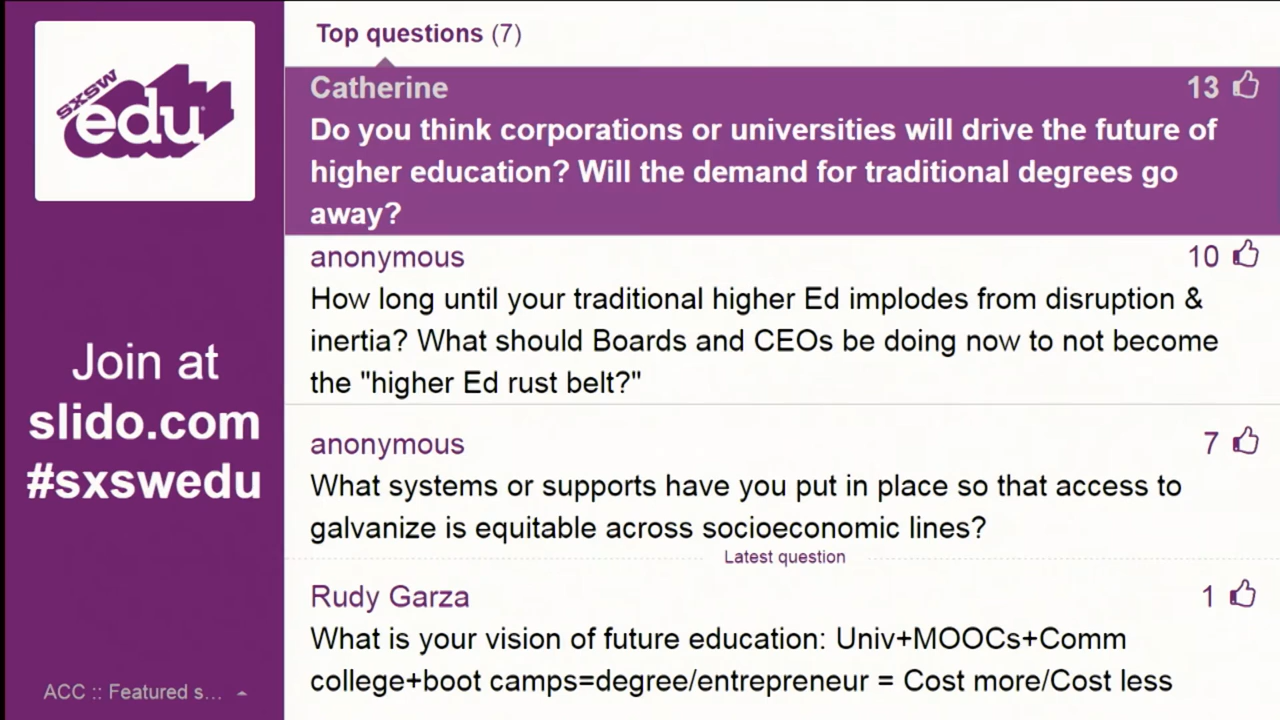 sxsw
edu
Join at
slido.com
#sxswedu
ACC :: Featured s...
Top questions (7)
Catherine 13
Do you think corporations or universities will drive the future of
higher education? Will the demand for traditional degrees go
away?
anonymous 10
How long until your traditional higher Ed implodes from disruption &
inertia? What should Boards and CEOs be doing now to not become
the "higher Ed rust belt?"
anonymous 7
What systems or supports have you put in place so that access to
galvanize is equitable across socioeconomic lines?
Latest question
Rudy Garza 1
What is your vision of future education: Univ+MOOCs+Comm
college+boot camps=degree/entrepreneur = Cost more/Cost less